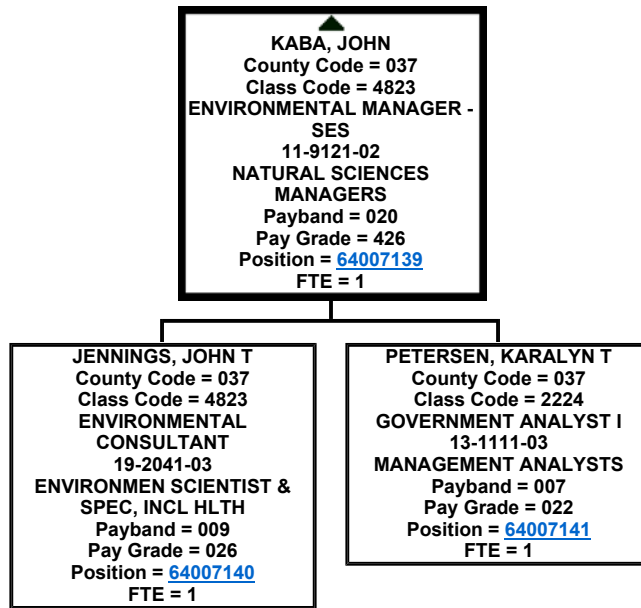 KABA, JOHN
County Code = 037
Class Code = 4823
ENVIRONMENTAL MANAGER -
SES
11-9121-02
NATURAL SCIENCES
MANAGERS
Payband = 020
Pay Grade = 426
Position = 64007139
FTE = 1
JENNINGS, JOHN T
County Code = 037
Class Code = 4823
ENVIRONMENTAL
CONSULTANT
19-2041-03
ENVIRONMEN SCIENTIST &
SPEC, INCL HLTH
Payband = 009
Pay Grade = 026
Position = 64007140
FTE = 1
PETERSEN, KARALYN T
County Code = 037
Class Code = 2224
GOVERNMENT ANALYST I
13-1111-03
MANAGEMENT ANALYSTS
Payband = 007
Pay Grade = 022
Position = 64007141
FTE = 1